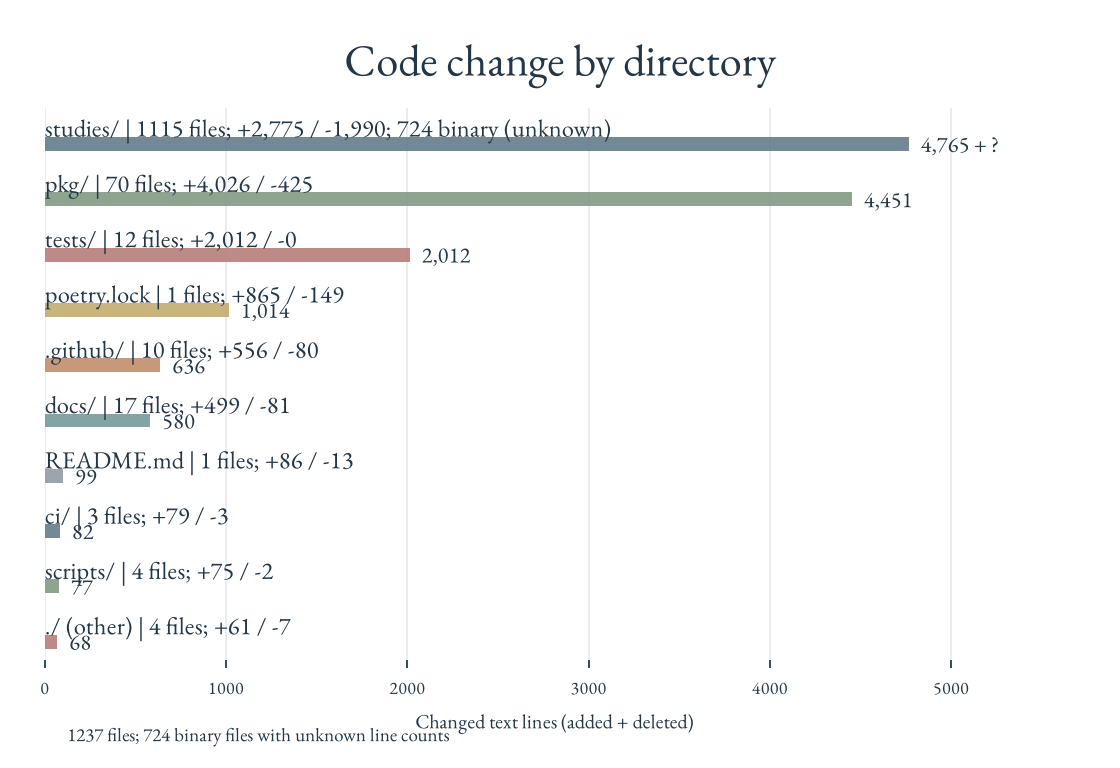 Code change by directory
studies/ | 1115 files; +2,775 / -1,990; 724 binary (unknown)
4,765 + ?
pkg/ | 70 files; +4,026 / -425
4,451
tests/ | 12 files; +2,012 / -0
2,012
poetry.lock | 1 files; +865 / -149
1,014
.github/ | 10 files; +556 / -80
636
docs/ | 17 files; +499 / -81
580
README.md | 1 files; +86 / -13
99
ci/ | 3 files; +79 / -3
82
scripts/ | 4 files; +75 / -2
77
./ (other) | 4 files; +61 / -7
68
0 1000 2000 3000 4000 5000
Changed text lines (added + deleted)
1237 files; 724 binary files with unknown line counts